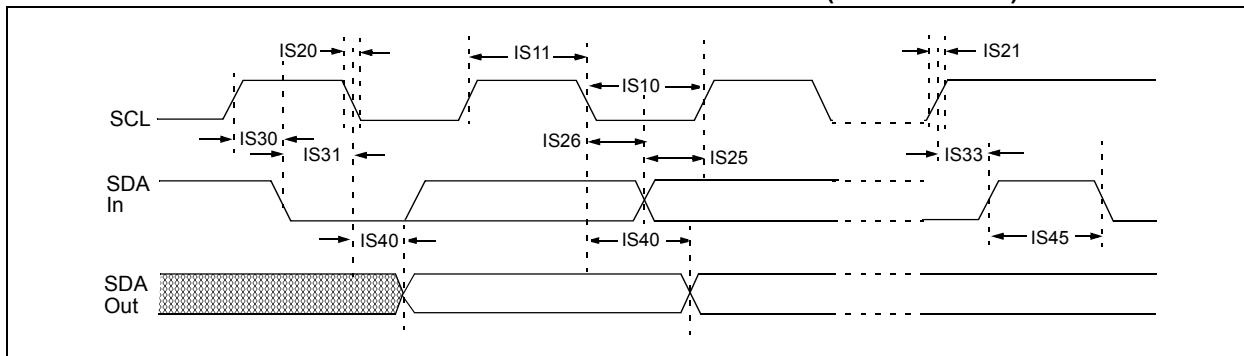 IS20
IS11
IS21
IS10
SCL
IS30
IS26
IS31
IS25
IS33
SDA
In
IS40
IS40
IS45
SDA
Out